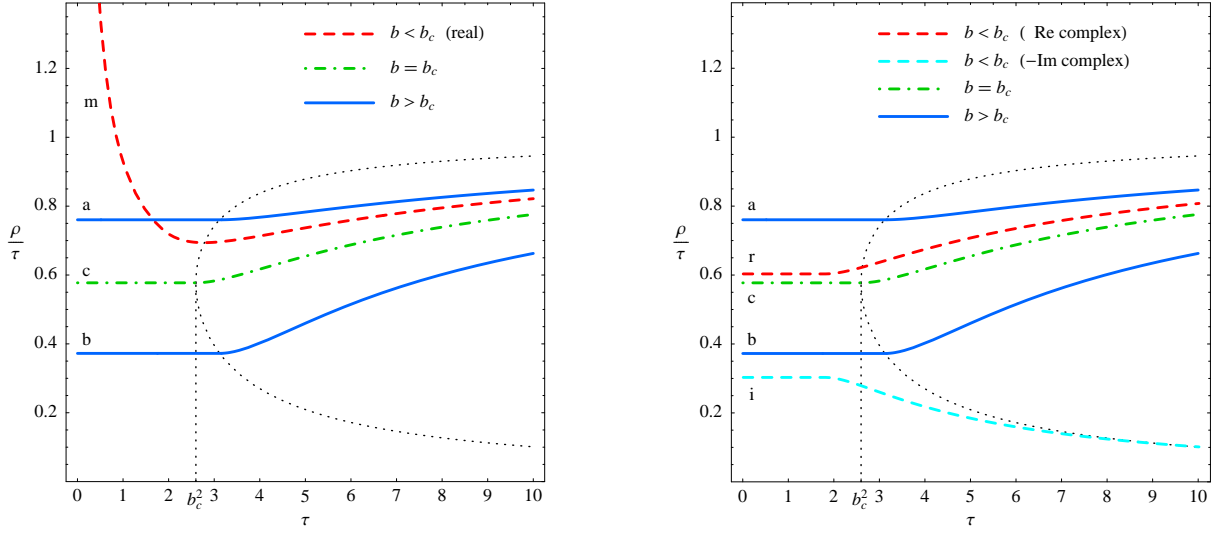 b < b_c (real)
b = b_c
b > b_c
m
a
c
b
ρ/τ
1.2
1
0.8
0.6
0.4
0.2
0 1 2 b_c^2 3 4 5 6 7 8 9 10
τ
b < b_c ( Re complex)
b < b_c (−Im complex)
b = b_c
b > b_c
a
r
c
b
i
ρ/τ
1.2
1
0.8
0.6
0.4
0.2
0 1 2 b_c^2 3 4 5 6 7 8 9 10
τ